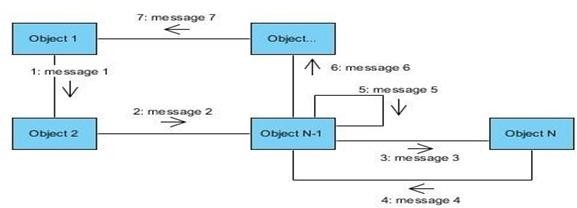 7: message 7
Object 1
Object...
1: message 1
6: message 6
5: message 5
2: message 2
Object 2
Object N-1
Object N
3: message 3
4: message 4